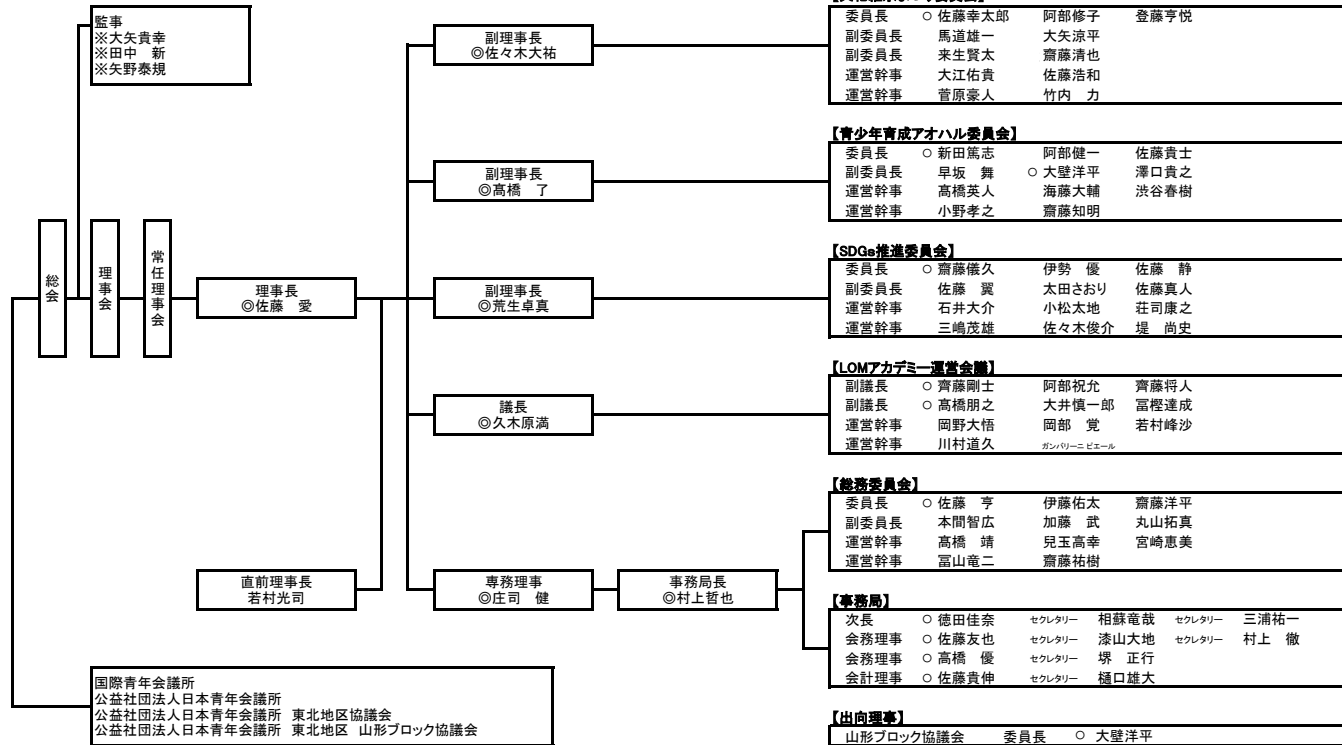 監事
※大矢貴幸
※田中　新
※矢野泰規
総会
理事会
常任理事会
理事長
◎佐藤　愛
直前理事長
若村光司
副理事長
◎佐々木大祐
副理事長
◎髙橋　了
副理事長
◎荒生卓真
議長
◎久木原満
専務理事
◎庄司　健
事務局長
◎村上哲也
委員長 ○ 佐藤幸太郎 阿部修子 登藤亨悦
副委員長 馬道雄一 大矢涼平
副委員長 来生賢太 齋藤清也
運営幹事 大江佑貴 佐藤浩和
運営幹事 菅原豪人 竹内　力
【青少年育成アオハル委員会】
委員長 ○ 新田篤志 阿部健一 佐藤貴士
副委員長 早坂　舞 ○ 大壁洋平 澤口貴之
運営幹事 髙橋英人 海藤大輔 渋谷春樹
運営幹事 小野孝之 齋藤知明
【SDGs推進委員会】
委員長 ○ 齋藤儀久 伊勢　優 佐藤　静
副委員長 佐藤　翼 太田さおり 佐藤真人
運営幹事 石井大介 小松太地 荘司康之
運営幹事 三嶋茂雄 佐々木俊介 堤　尚史
【LOMアカデミー運営会議】
副議長 ○ 齊藤剛士 阿部祝允 齊藤将人
副議長 ○ 髙橋朋之 大井慎一郎 冨樫達成
運営幹事 岡野大悟 岡部　覚 若村峰沙
運営幹事 川村道久 ガンバリーニ ピエール
【総務委員会】
委員長 ○ 佐藤　亨 伊藤佑太 齋藤洋平
副委員長 本間智広 加藤　武 丸山拓真
運営幹事 髙橋　靖 兒玉高幸 宮崎恵美
運営幹事 冨山竜二 齋藤祐樹
【事務局】
次長 ○ 徳田佳奈 セクレタリー 相蘇竜哉 セクレタリー 三浦祐一
会務理事 ○ 佐藤友也 セクレタリー 漆山大地 セクレタリー 村上　徹
会務理事 ○ 高橋　優 セクレタリー 堺　正行
会計理事 ○ 佐藤貴伸 セクレタリー 樋口雄大
【出向理事】
山形ブロック協議会 委員長 ○ 大壁洋平
国際青年会議所
公益社団法人日本青年会議所
公益社団法人日本青年会議所 東北地区協議会
公益社団法人日本青年会議所 東北地区 山形ブロック協議会